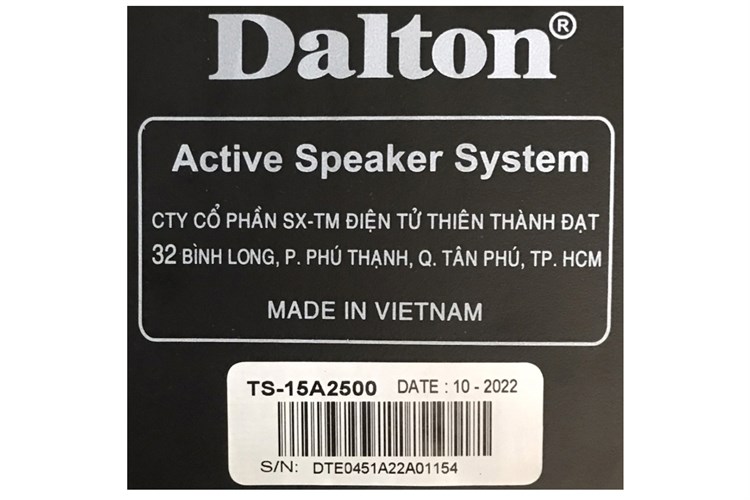 Dalton®
Active Speaker System
CTY CỔ PHẦN SX-TM ĐIỆN TỬ THIÊN THÀNH ĐẠT
32 BÌNH LONG, P. PHÚ THẠNH, Q. TÂN PHÚ, TP. HCM
MADE IN VIETNAM
TS-15A2500 DATE : 10 - 2022
S/N: DTE0451A22A01154